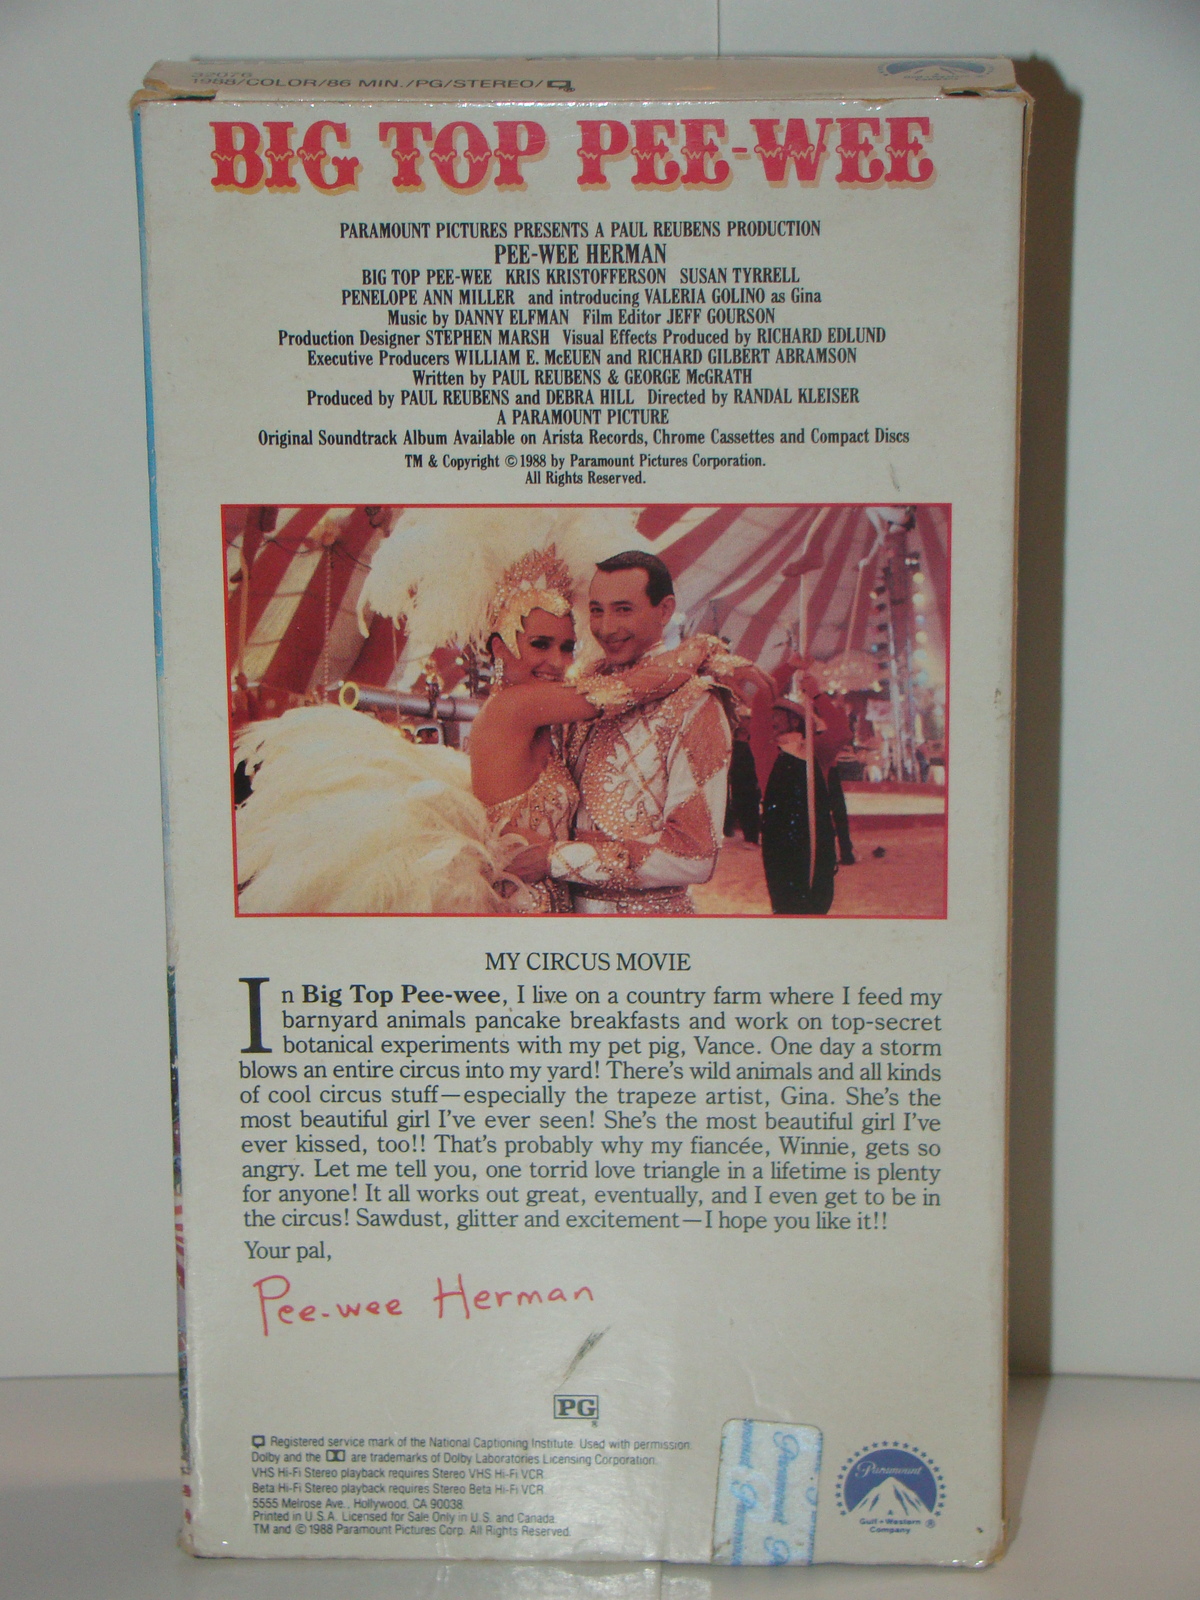 32076
1988/COLOR/86 MIN./PG/STEREO/
BIG TOP PEE-WEE
PARAMOUNT PICTURES PRESENTS A PAUL REUBENS PRODUCTION
PEE-WEE HERMAN
BIG TOP PEE-WEE KRIS KRISTOFFERSON SUSAN TYRRELL
PENELOPE ANN MILLER and introducing VALERIA GOLINO as Gina
Music by DANNY ELFMAN Film Editor JEFF GOURSON
Production Designer STEPHEN MARSH Visual Effects Produced by RICHARD EDLUND
Executive Producers WILLIAM E. McEUEN and RICHARD GILBERT ABRAMSON
Written by PAUL REUBENS & GEORGE McGRATH
Produced by PAUL REUBENS and DEBRA HILL Directed by RANDAL KLEISER
A PARAMOUNT PICTURE
Original Soundtrack Album Available on Arista Records, Chrome Cassettes and Compact Discs
TM & Copyright © 1988 by Paramount Pictures Corporation.
All Rights Reserved.
MY CIRCUS MOVIE
In Big Top Pee-wee, I live on a country farm where I feed my
barnyard animals pancake breakfasts and work on top-secret
botanical experiments with my pet pig, Vance. One day a storm
blows an entire circus into my yard! There's wild animals and all kinds
of cool circus stuff—especially the trapeze artist, Gina. She's the
most beautiful girl I've ever seen! She's the most beautiful girl I've
ever kissed, too!! That's probably why my fiancée, Winnie, gets so
angry. Let me tell you, one torrid love triangle in a lifetime is plenty
for anyone! It all works out great, eventually, and I even get to be in
the circus! Sawdust, glitter and excitement—I hope you like it!!
Your pal,
Pee-wee Herman
PG
Registered service mark of the National Captioning Institute. Used with permission.
Dolby and the are trademarks of Dolby Laboratories Licensing Corporation.
VHS Hi-Fi Stereo playback requires Stereo VHS Hi-Fi VCR.
Beta Hi-Fi Stereo playback requires Stereo Beta Hi-Fi VCR.
5555 Melrose Ave., Hollywood, CA 90038
Printed in U.S.A. Licensed for Sale Only in U.S. and Canada.
TM and © 1988 Paramount Pictures Corp. All Rights Reserved.
Paramount
Paramount
A
Gulf+Western
Company
®